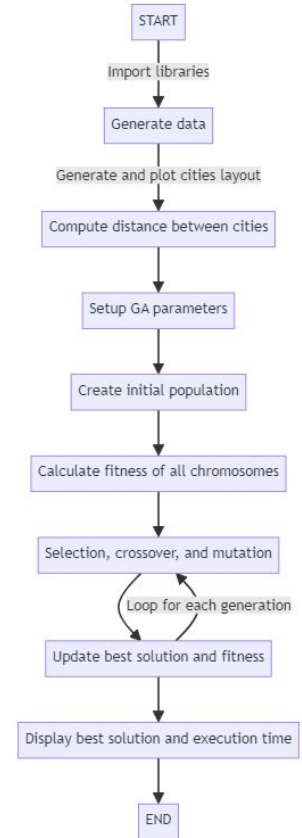 START
Import libraries
Generate data
Generate and plot cities layout
Compute distance between cities
Setup GA parameters
Create initial population
Calculate fitness of all chromosomes
Selection, crossover, and mutation
Loop for each generation
Update best solution and fitness
Display best solution and execution time
END